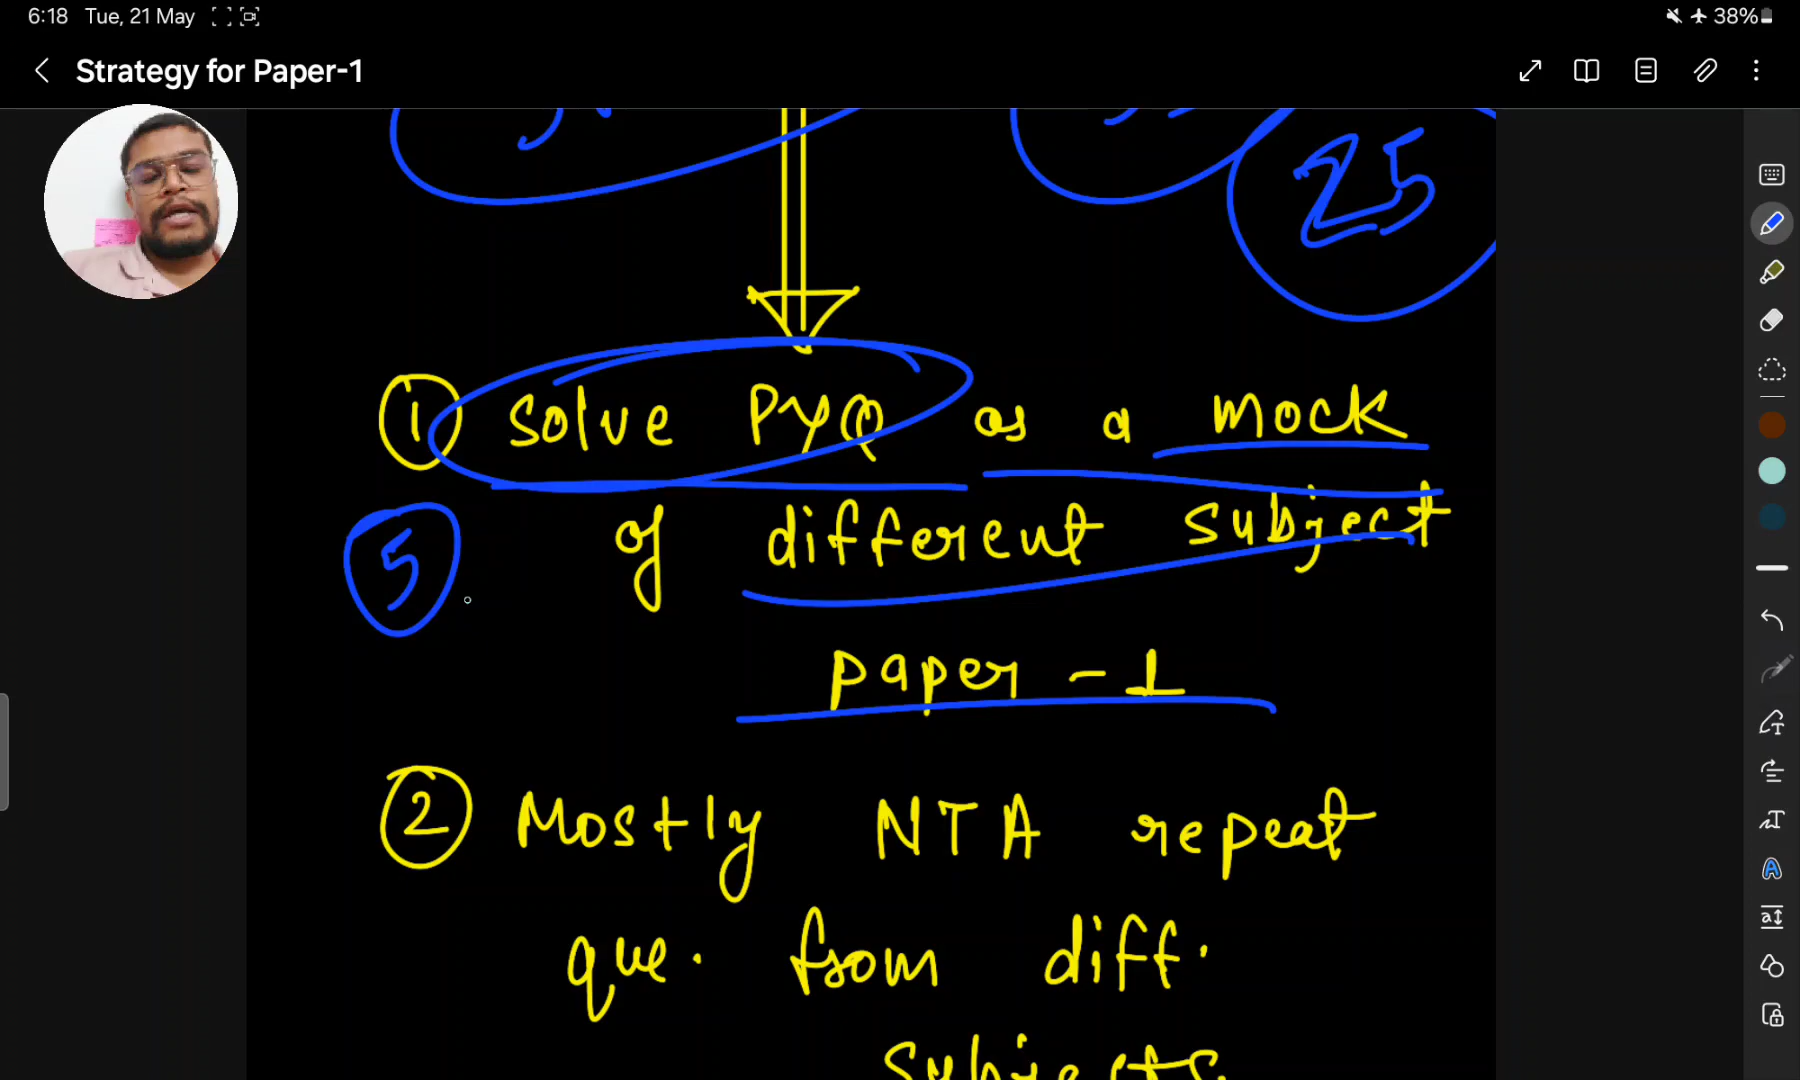 6:18 Tue, 21 May 38%
Strategy for Paper-1
25
① Solve PYQ as a mock
5 of different subject
paper - 1
② Mostly NTA repeat
que. from diff.
subjects.